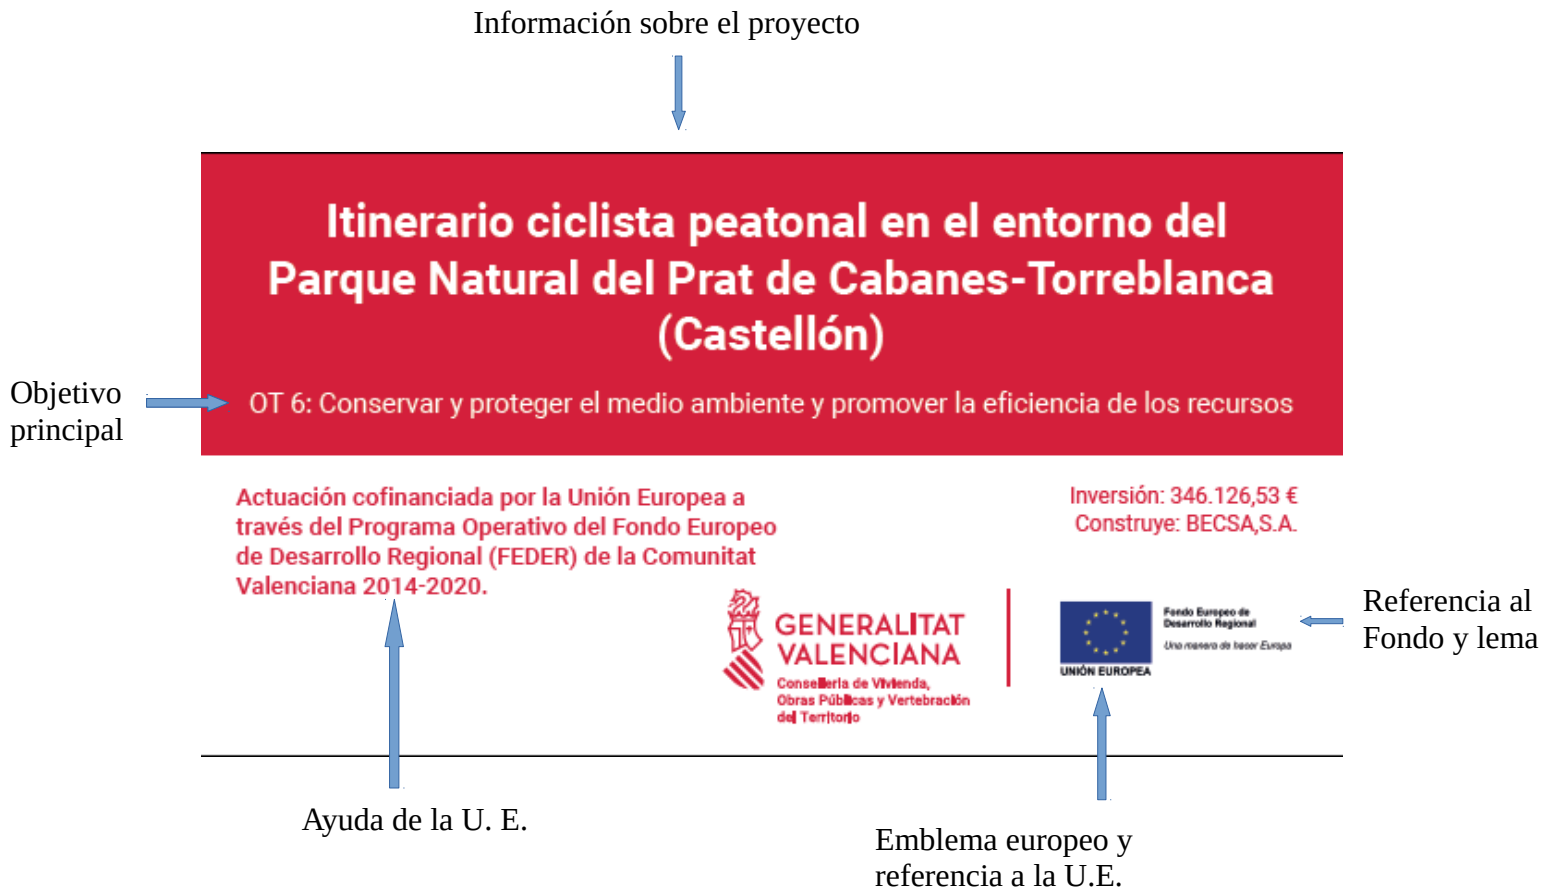 Información sobre el proyecto
Itinerario ciclista peatonal en el entorno del
Parque Natural del Prat de Cabanes-Torreblanca
(Castellón)
Objetivo
principal
OT 6: Conservar y proteger el medio ambiente y promover la eficiencia de los recursos
Actuación cofinanciada por la Unión Europea a
través del Programa Operativo del Fondo Europeo
de Desarrollo Regional (FEDER) de la Comunitat
Valenciana 2014-2020.
Inversión: 346.126,53 €
Construye: BECSA,S.A.
GENERALITAT
VALENCIANA
Conselleria de Vivienda,
Obras Públicas y Vertebración
del Territorio
Fondo Europeo de
Desarrollo Regional
Una manera de hacer Europa
UNIÓN EUROPEA
Referencia al
Fondo y lema
Ayuda de la U. E.
Emblema europeo y
referencia a la U.E.